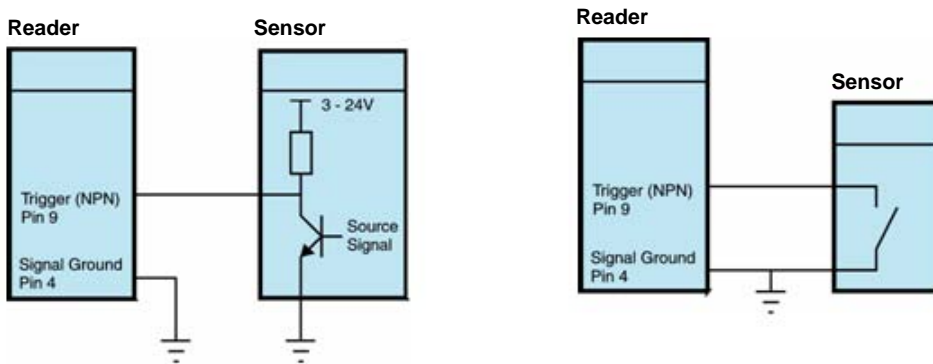 Reader
Sensor
3 - 24V
Trigger (NPN)
Pin 9
Source
Signal
Signal Ground
Pin 4
Reader
Sensor
Trigger (NPN)
Pin 9
Signal Ground
Pin 4